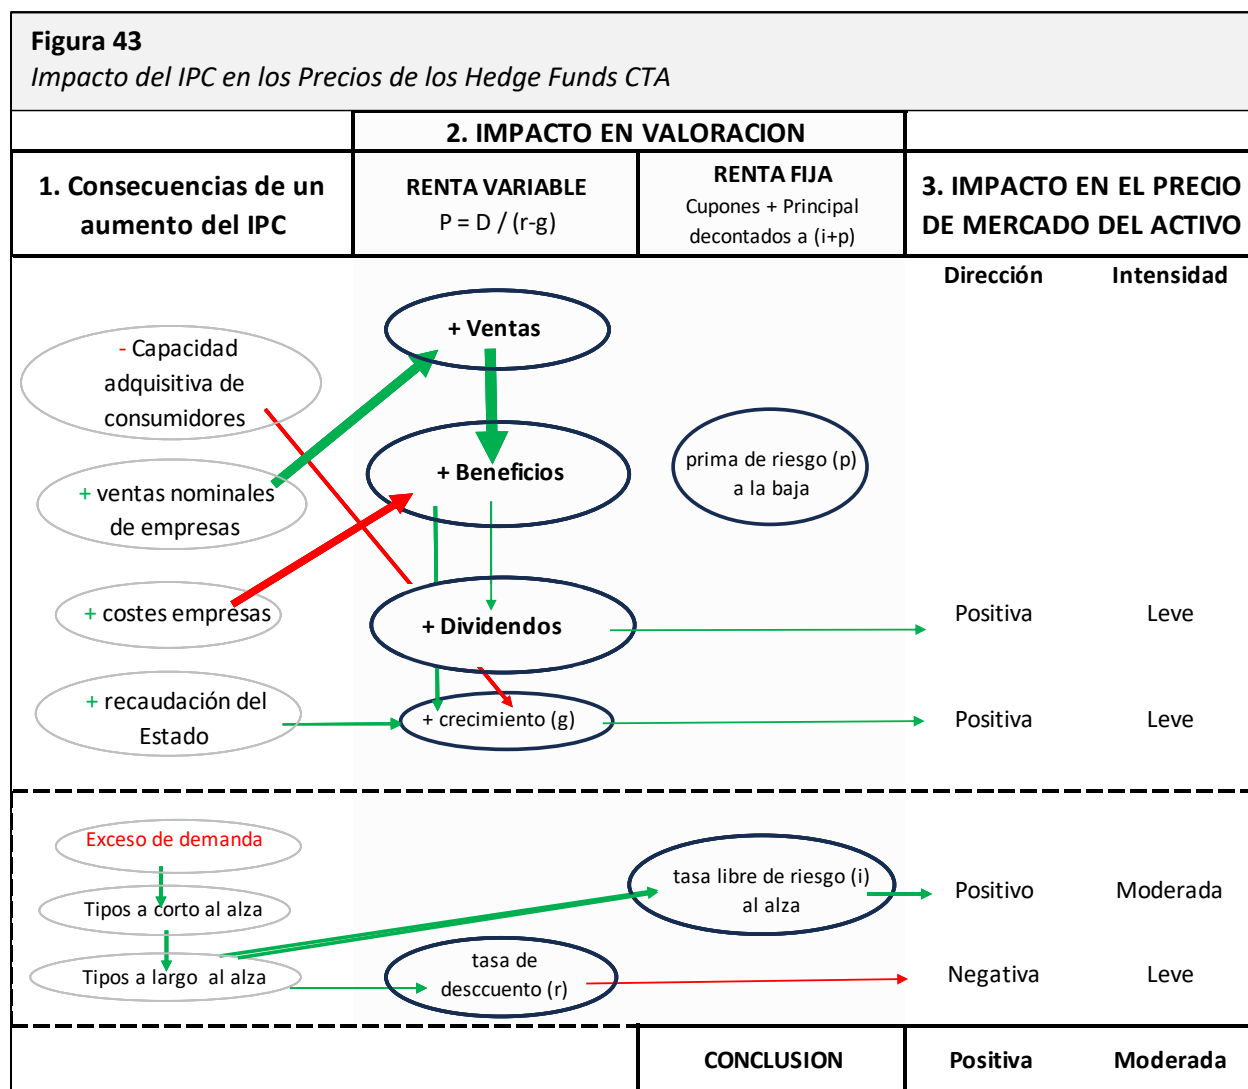 Figura 43
Impacto del IPC en los Precios de los Hedge Funds CTA
2. IMPACTO EN VALORACION
1. Consecuencias de un
aumento del IPC
RENTA VARIABLE
P = D / (r-g)
RENTA FIJA
Cupones + Principal
decontados a (i+p)
3. IMPACTO EN EL PRECIO
DE MERCADO DEL ACTIVO
Dirección Intensidad
- Capacidad
adquisitiva de
consumidores
+ Ventas
+ ventas nominales
de empresas
+ Beneficios
prima de riesgo (p)
a la baja
+ costes empresas
+ Dividendos
Positiva Leve
+ recaudación del
Estado
+ crecimiento (g)
Positiva Leve
Exceso de demanda
Tipos a corto al alza
tasa libre de riesgo (i)
al alza
Positivo Moderada
Tipos a largo al alza
tasa de
desccuento (r)
Negativa Leve
CONCLUSION Positiva Moderada